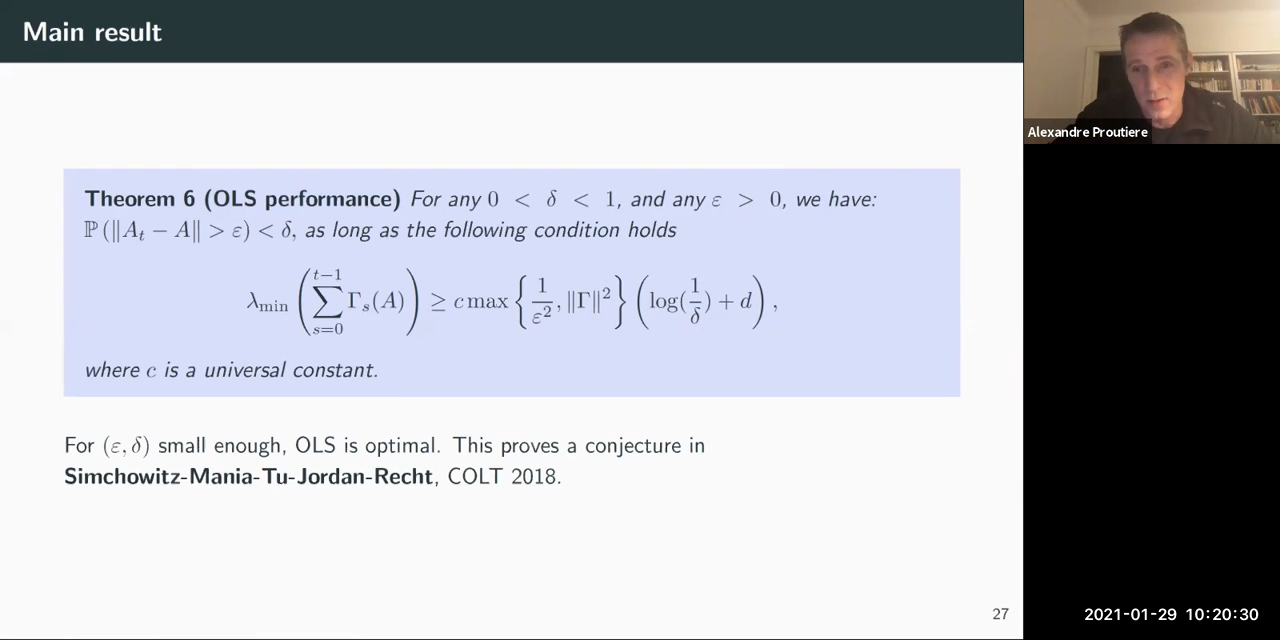 Main result
Alexandre Proutiere
Theorem 6 (OLS performance) For any 0 < δ < 1, and any ε > 0, we have:
ℙ (‖A_t − A‖ > ε) < δ, as long as the following condition holds
λ_min ( ∑_{s=0}^{t−1} Γ_s(A) ) ≥ c max { 1/ε², ‖Γ‖² } ( log(1/δ) + d ) ,
where c is a universal constant.
For (ε, δ) small enough, OLS is optimal. This proves a conjecture in
Simchowitz-Mania-Tu-Jordan-Recht, COLT 2018.
27
2021-01-29 10:20:30